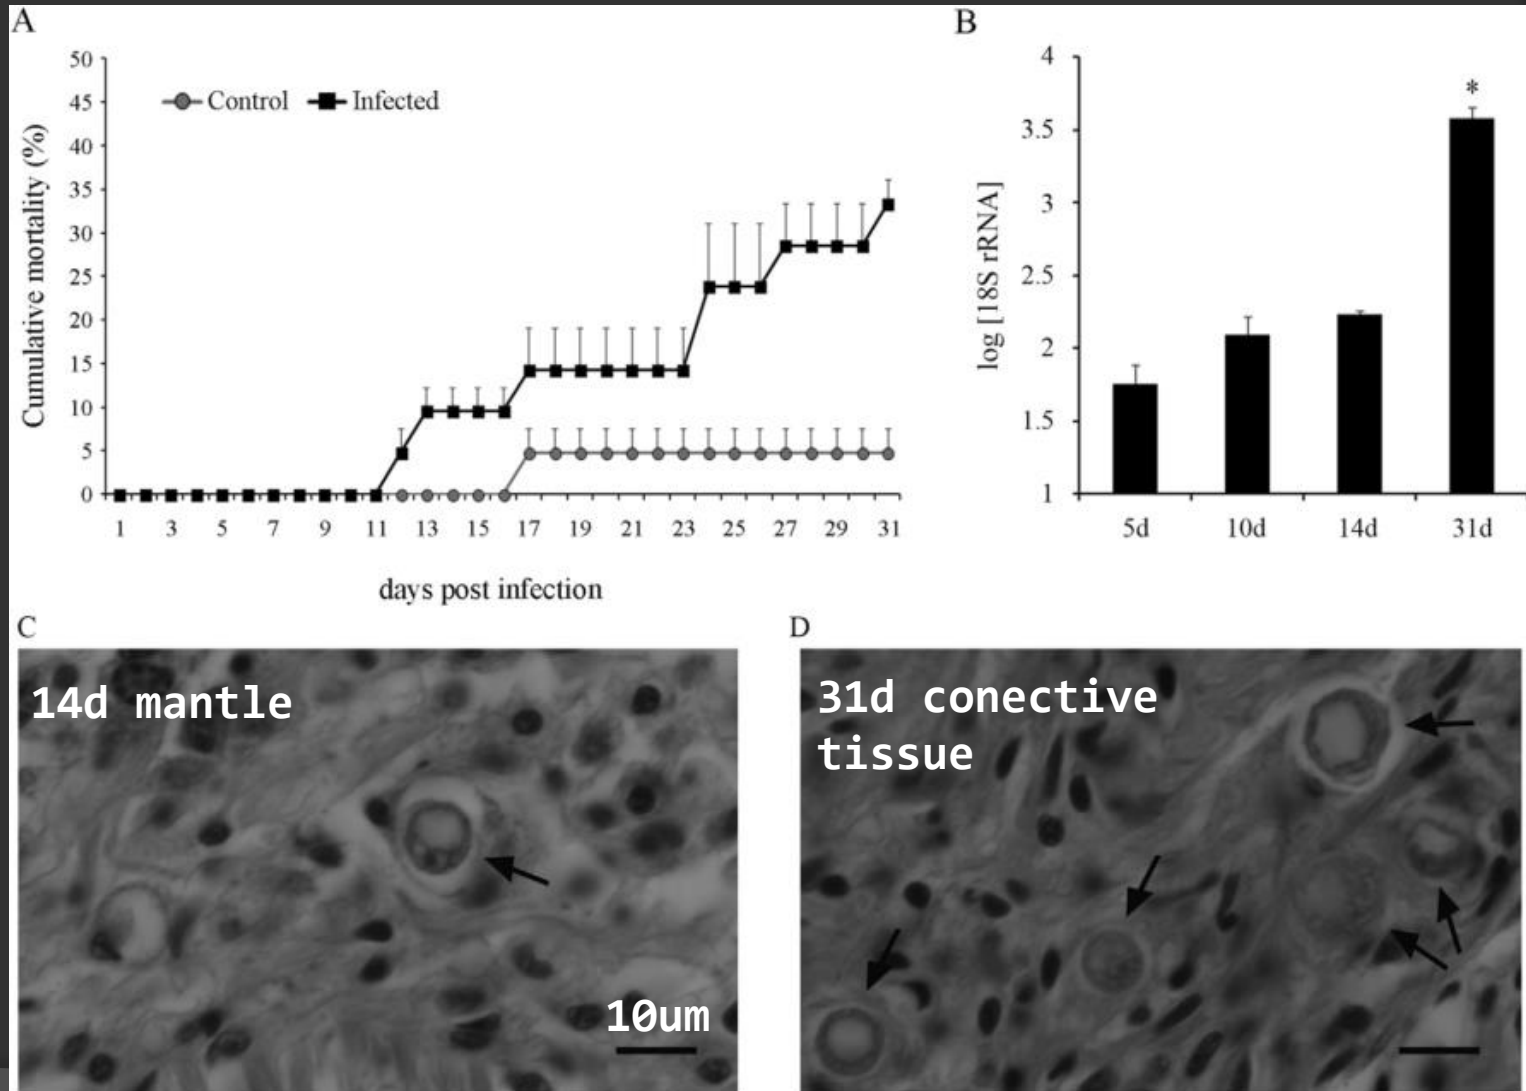 A
50
45
40
35
30
25
20
15
10
5
0
Cumulative mortality (%)
Control Infected
1 3 5 7 9 11 13 15 17 19 21 23 25 27 29 31
days post infection
B
4
3.5
3
2.5
2
1.5
1
log [18S rRNA]
*
5d 10d 14d 31d
C
14d mantle
10um
D
31d conective
tissue